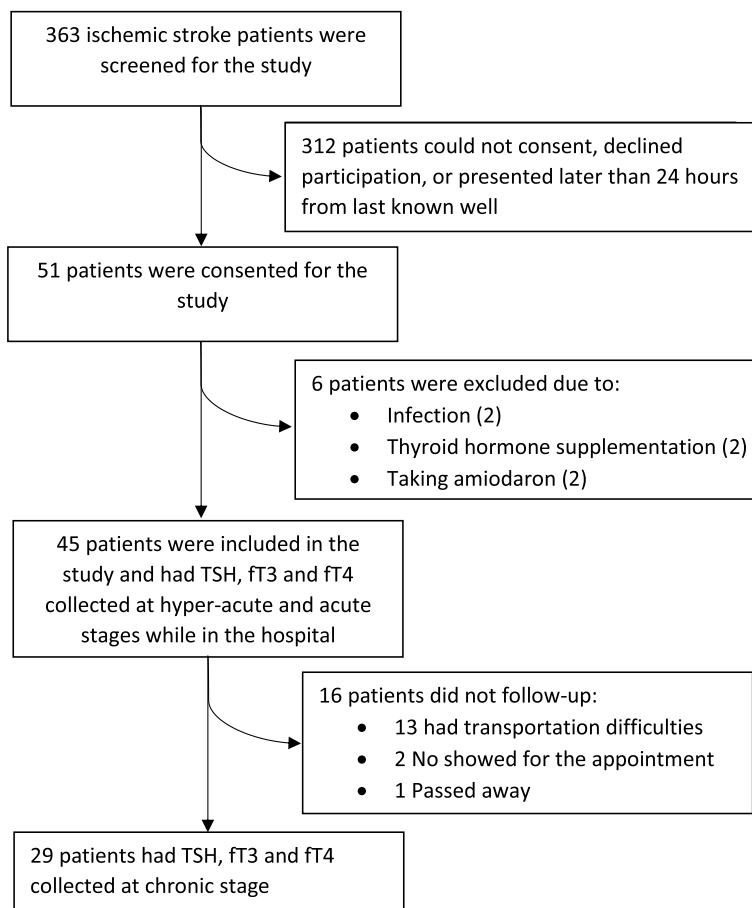 363 ischemic stroke patients were
screened for the study
312 patients could not consent, declined
participation, or presented later than 24 hours
from last known well
51 patients were consented for the
study
6 patients were excluded due to:
• Infection (2)
• Thyroid hormone supplementation (2)
• Taking amiodaron (2)
45 patients were included in the
study and had TSH, fT3 and fT4
collected at hyper-acute and acute
stages while in the hospital
16 patients did not follow-up:
• 13 had transportation difficulties
• 2 No showed for the appointment
• 1 Passed away
29 patients had TSH, fT3 and fT4
collected at chronic stage